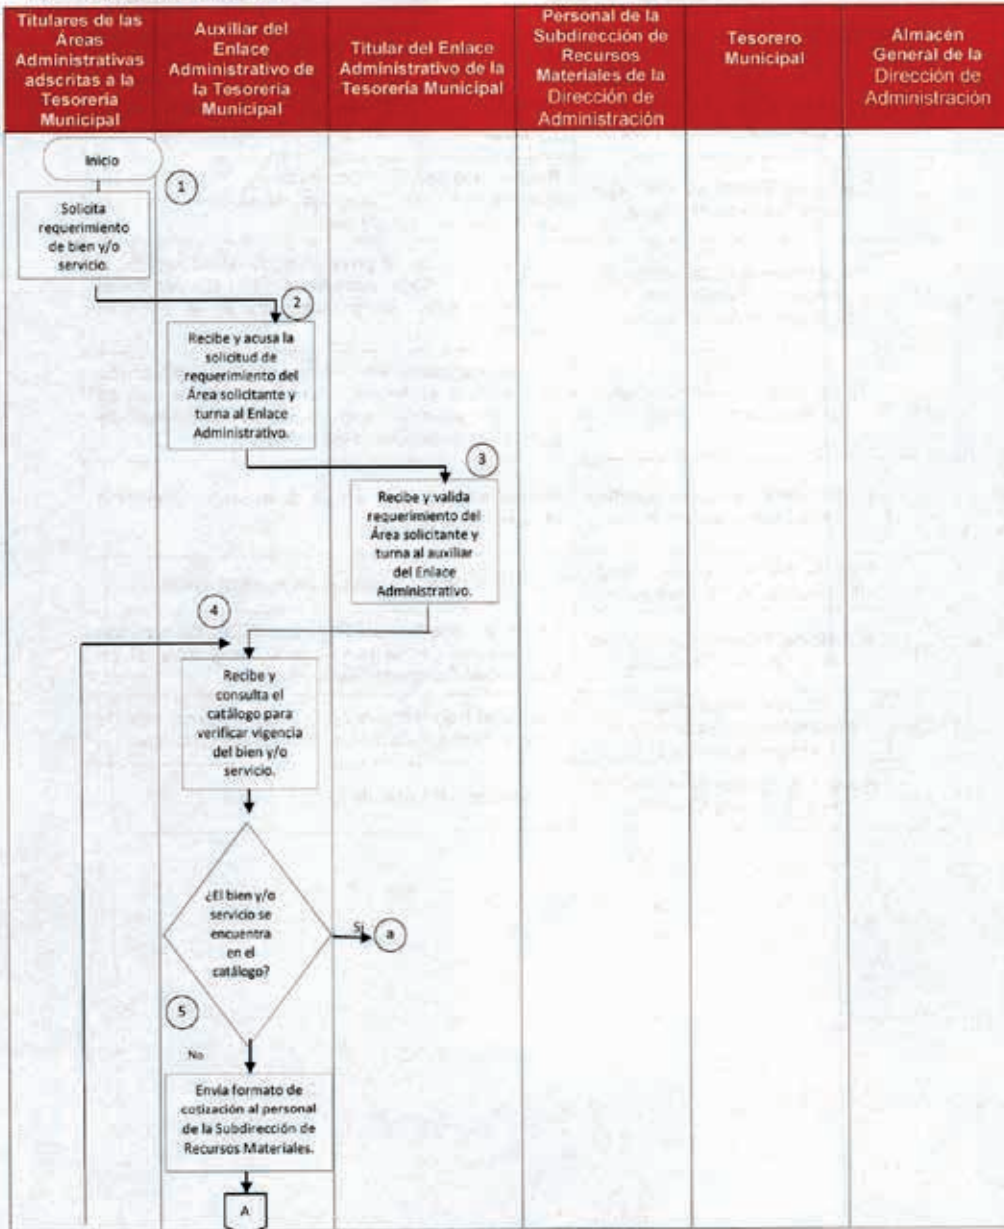 Titulares de las
Áreas
Administrativas
adscritas a la
Tesorería
Municipal
Auxiliar del
Enlace
Administrativo de
la Tesorería
Municipal
Titular del Enlace
Administrativo de la
Tesorería Municipal
Personal de la
Subdirección de
Recursos
Materiales de la
Dirección de
Administración
Tesorero
Municipal
Almacén
General de la
Dirección de
Administración
Inicio
1
Solicita
requerimiento
de bien y/o
servicio.
2
Recibe y acusa la
solicitud de
requerimiento del
Área solicitante y
turna al Enlace
Administrativo.
3
Recibe y valida
requerimiento del
Área solicitante y
turna al auxiliar
del Enlace
Administrativo.
4
Recibe y
consulta el
catálogo para
verificar vigencia
del bien y/o
servicio.
¿El bien y/o
servicio se
encuentra
en el
catálogo?
Si
a
5
No
Envía formato de
cotización al personal
de la Subdirección de
Recursos Materiales.
A